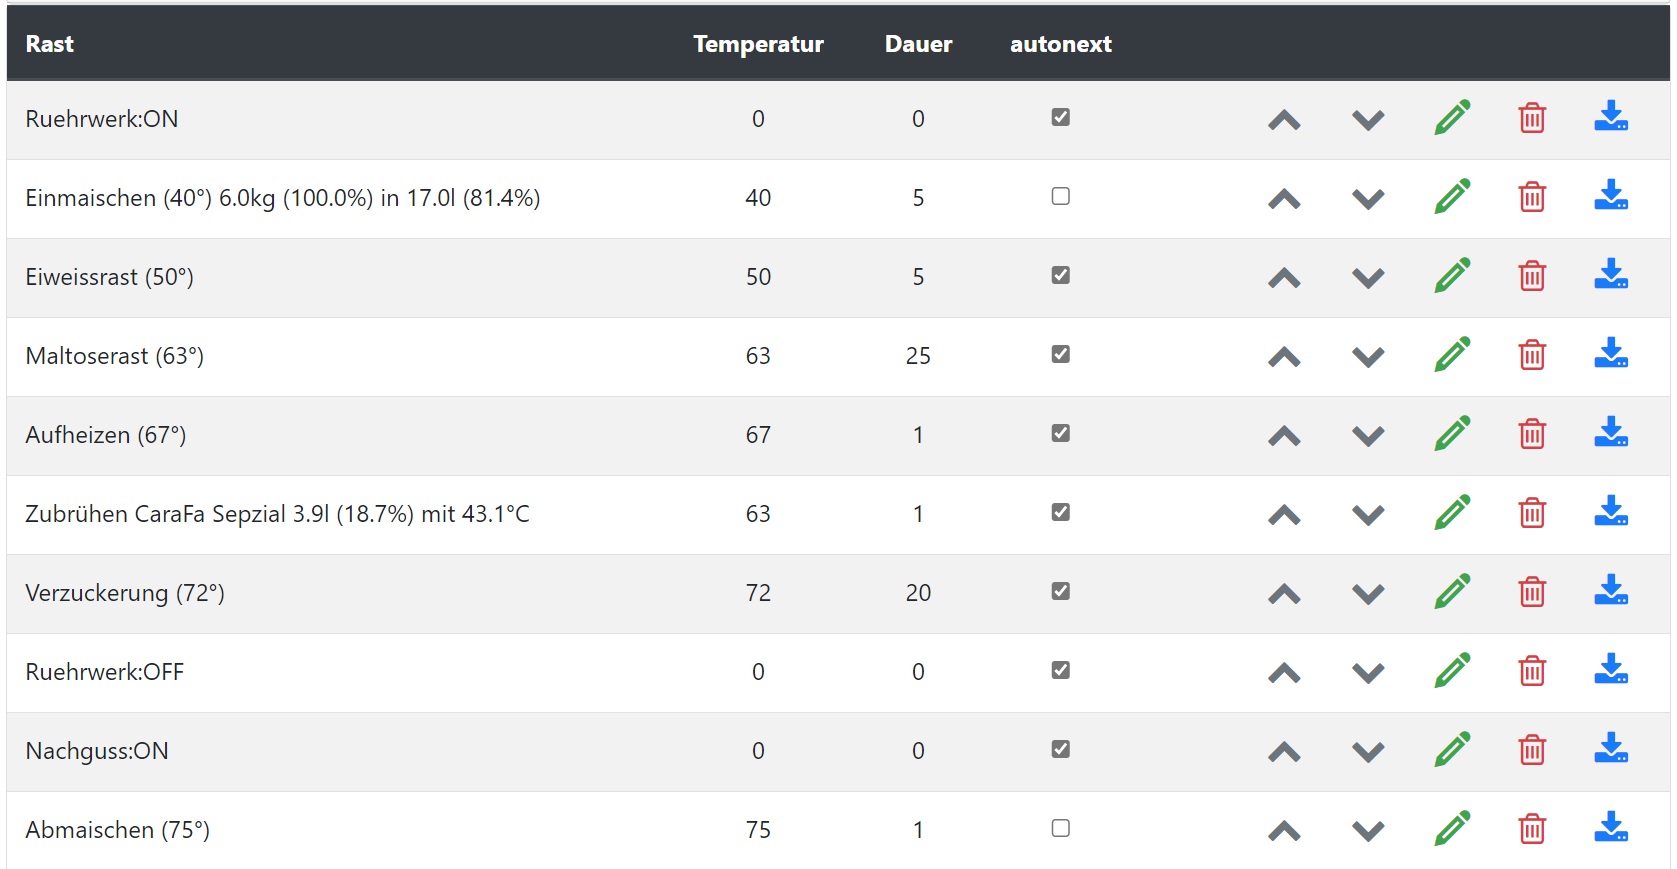 Rast Temperatur Dauer autonext
Ruehrwerk:ON 0 0
Einmaischen (40°) 6.0kg (100.0%) in 17.0l (81.4%) 40 5
Eiweissrast (50°) 50 5
Maltoserast (63°) 63 25
Aufheizen (67°) 67 1
Zubrühen CaraFa Sepzial 3.9l (18.7%) mit 43.1°C 63 1
Verzuckerung (72°) 72 20
Ruehrwerk:OFF 0 0
Nachguss:ON 0 0
Abmaischen (75°) 75 1